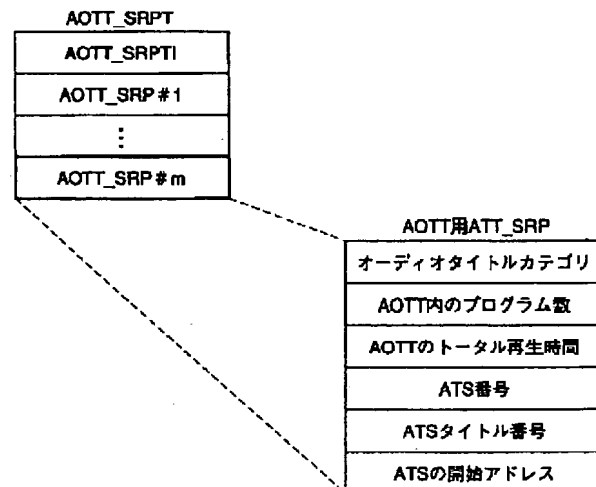 AOTT_SRPT
AOTT_SRPTI
AOTT_SRP#1
⋮
AOTT_SRP#m
AOTT用ATT_SRP
オーディオタイトルカテゴリ
AOTT内のプログラム数
AOTTのトータル再生時間
ATS番号
ATSタイトル番号
ATSの開始アドレス